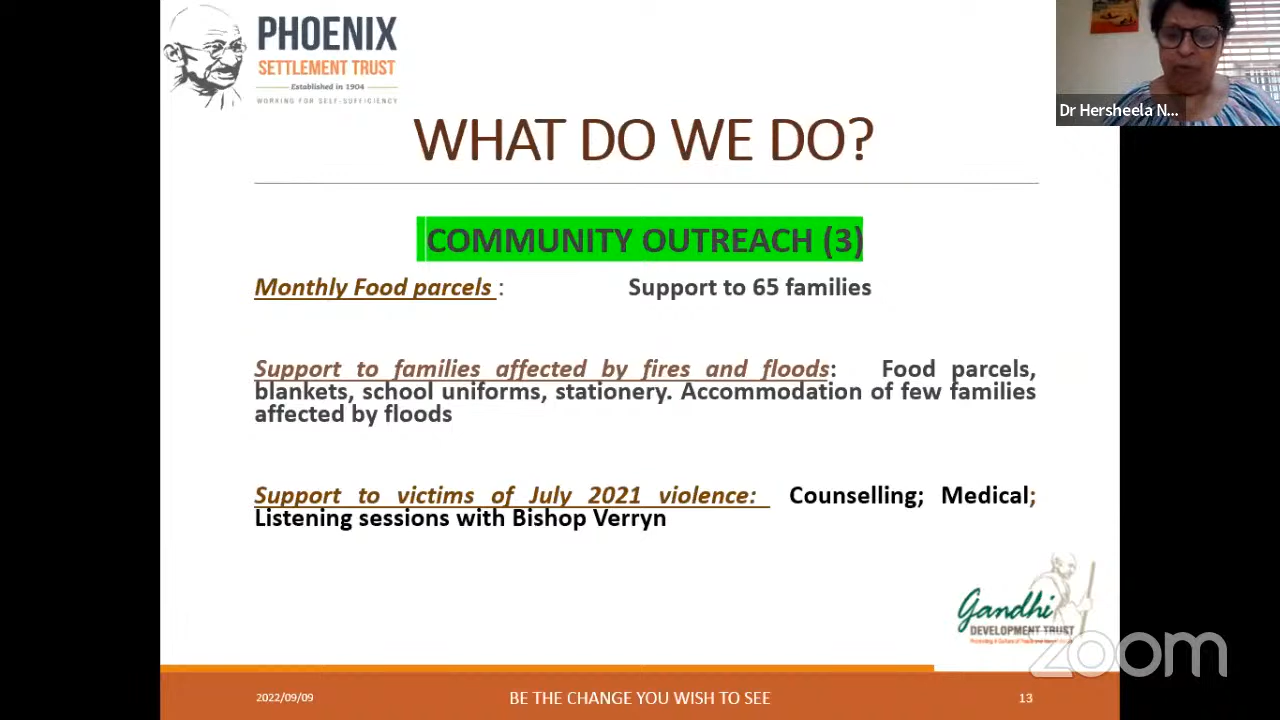 PHOENIX
SETTLEMENT TRUST
Established in 1904
WORKING FOR SELF-SUFFICIENCY
Dr Hersheela N...
WHAT DO WE DO?
COMMUNITY OUTREACH (3)
Monthly Food parcels : Support to 65 families
Support to families affected by fires and floods: Food parcels,
blankets, school uniforms, stationery. Accommodation of few families
affected by floods
Support to victims of July 2021 violence: Counselling; Medical;
Listening sessions with Bishop Verryn
Gandhi
DEVELOPMENT TRUST
zoom
2022/09/09
BE THE CHANGE YOU WISH TO SEE
13